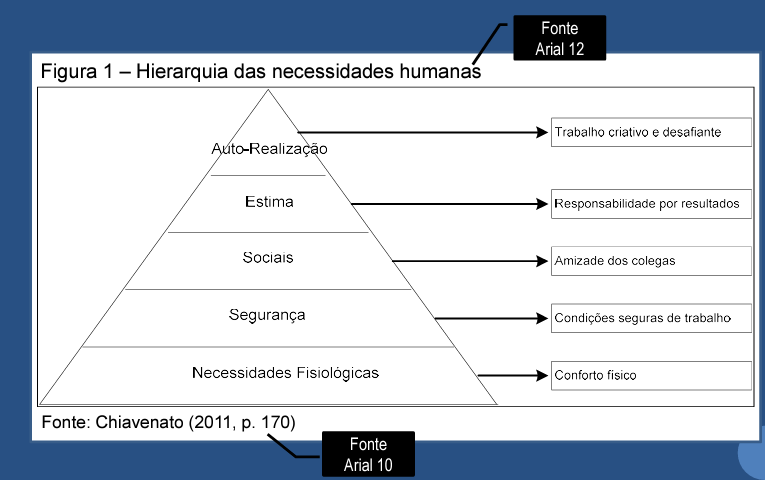 Fonte
Arial 12
Figura 1 – Hierarquia das necessidades humanas
Auto-Realização
Trabalho criativo e desafiante
Estima
Responsabilidade por resultados
Sociais
Amizade dos colegas
Segurança
Condições seguras de trabalho
Necessidades Fisiológicas
Conforto físico
Fonte: Chiavenato (2011, p. 170)
Fonte
Arial 10